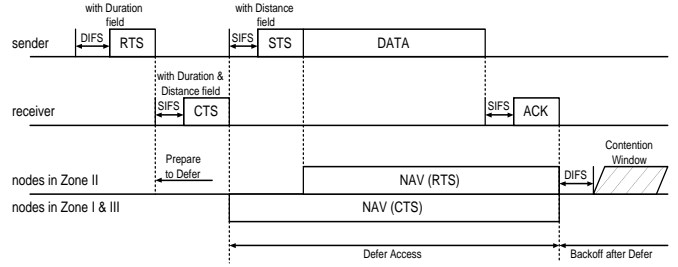 with Duration
field
with Distance
field
sender
DIFS
RTS
SIFS
STS
DATA
with Duration &
Distance field
receiver
SIFS
CTS
SIFS
ACK
Contention
Window
Prepare
to Defer
nodes in Zone II
NAV (RTS)
DIFS
nodes in Zone I & III
NAV (CTS)
Defer Access
Backoff after Defer